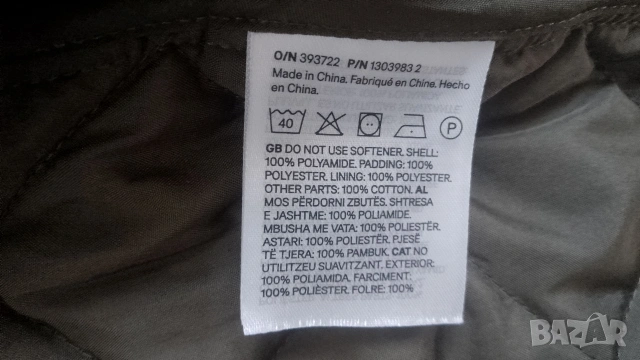 O/N 393722 P/N 1303983 2
Made in China. Fabriqué en Chine. Hecho
en China.
40
P
GB DO NOT USE SOFTENER. SHELL:
100% POLYAMIDE. PADDING: 100%
POLYESTER. LINING: 100% POLYESTER.
OTHER PARTS: 100% COTTON. AL
MOS PËRDORNI ZBUTËS. SHTRESA
E JASHTME: 100% POLIAMIDE.
MBUSHJA ME VATA: 100% POLIESTËR.
ASTARI: 100% POLIESTËR. PJESË
TË TJERA: 100% PAMBUK. CAT NO
UTILITZEU SUAVITZANT. EXTERIOR:
100% POLIAMIDA. FARCIMENT:
100% POLIÈSTER. FOLRE: 100%
BAZAR